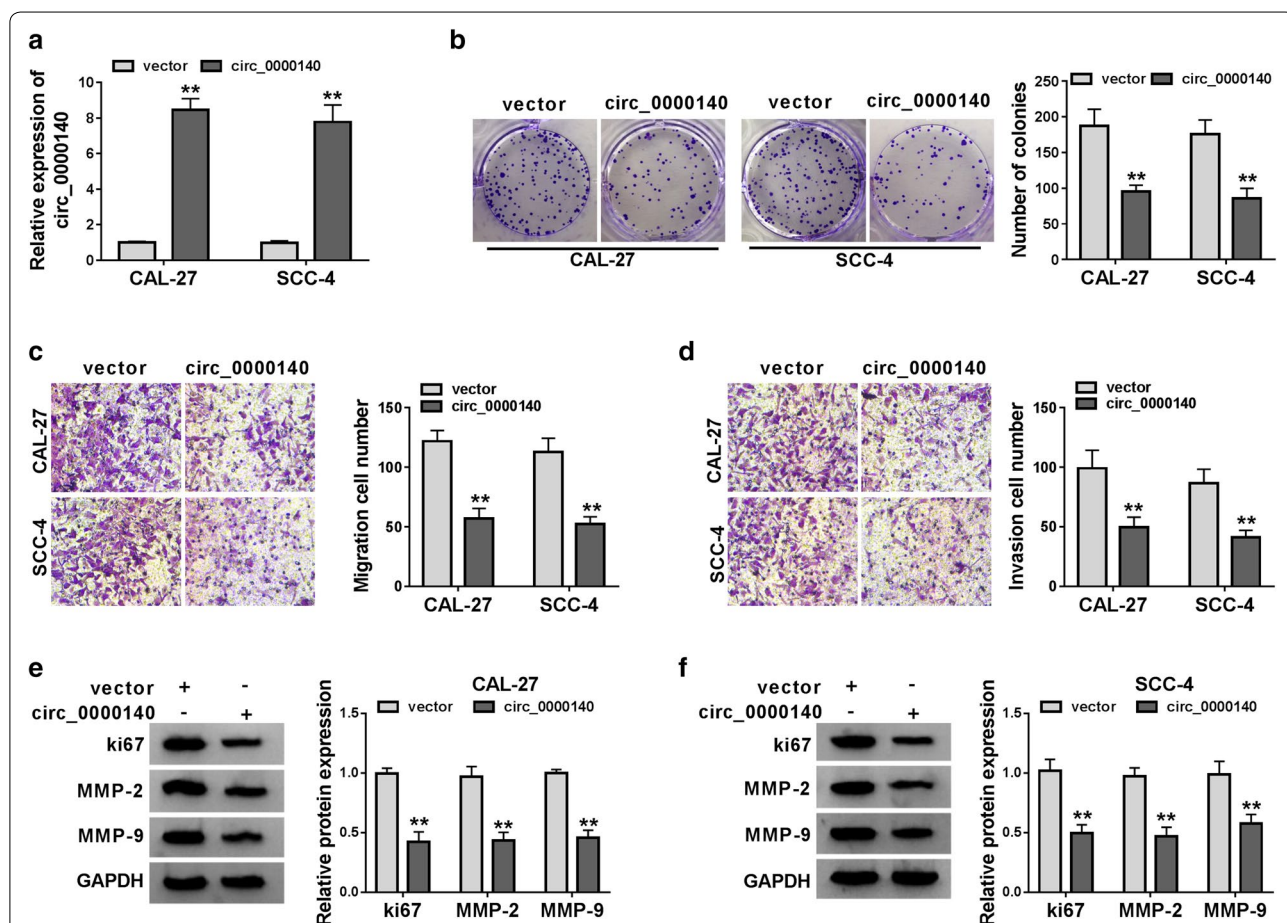 a
vector circ_0000140
Relative expression of
circ_0000140
10
8
6
4
2
0
**
**
CAL-27 SCC-4
b
vector circ_0000140 vector circ_0000140
CAL-27 SCC-4
vector circ_0000140
Number of colonies
250
200
150
100
50
0
**
**
CAL-27 SCC-4
c
vector circ_0000140
CAL-27
SCC-4
vector
circ_0000140
Migration cell number
150
100
50
0
**
**
CAL-27 SCC-4
d
vector circ_0000140
CAL-27
SCC-4
vector
circ_0000140
Invasion cell number
150
100
50
0
**
**
CAL-27 SCC-4
e
vector + -
circ_0000140 - +
ki67
MMP-2
MMP-9
GAPDH
CAL-27
vector circ_0000140
Relative protein expression
1.5
1.0
0.5
0.0
**
**
**
ki67 MMP-2 MMP-9
f
vector + -
circ_0000140 - +
ki67
MMP-2
MMP-9
GAPDH
SCC-4
vector circ_0000140
Relative protein expression
1.5
1.0
0.5
0.0
**
**
**
ki67 MMP-2 MMP-9